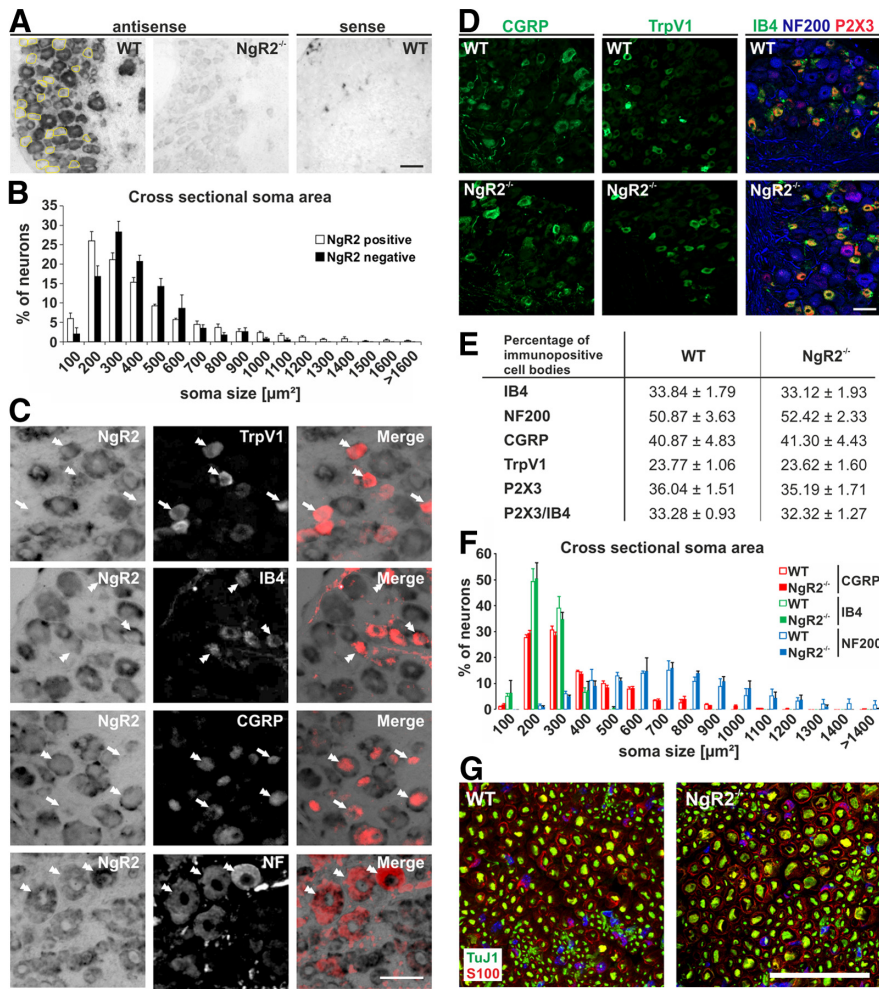 A
antisense
sense
WT
NgR2-/-
WT
B
Cross sectional soma area
% of neurons
35
30
25
20
15
10
5
0
NgR2 positive
NgR2 negative
100
200
300
400
500
600
700
800
900
1000
1100
1200
1300
1400
1500
1600
>1600
soma size [µm²]
C
NgR2
TrpV1
Merge
NgR2
IB4
Merge
NgR2
CGRP
Merge
NgR2
NF
Merge
D
CGRP
TrpV1
IB4 NF200 P2X3
WT
WT
WT
NgR2-/-
NgR2-/-
NgR2-/-
E
Percentage of
immunopositive
cell bodies
WT
NgR2-/-
IB4 33.84 ± 1.79 33.12 ± 1.93
NF200 50.87 ± 3.63 52.42 ± 2.33
CGRP 40.87 ± 4.83 41.30 ± 4.43
TrpV1 23.77 ± 1.06 23.62 ± 1.60
P2X3 36.04 ± 1.51 35.19 ± 1.71
P2X3/IB4 33.28 ± 0.93 32.32 ± 1.27
F
Cross sectional soma area
% of neurons
60
50
40
30
20
10
0
WT
NgR2-/-
CGRP
WT
NgR2-/-
IB4
WT
NgR2-/-
NF200
100
200
300
400
500
600
700
800
900
1000
1100
1200
1300
1400
>1400
soma size [µm²]
G
WT
NgR2-/-
TuJ1
S100